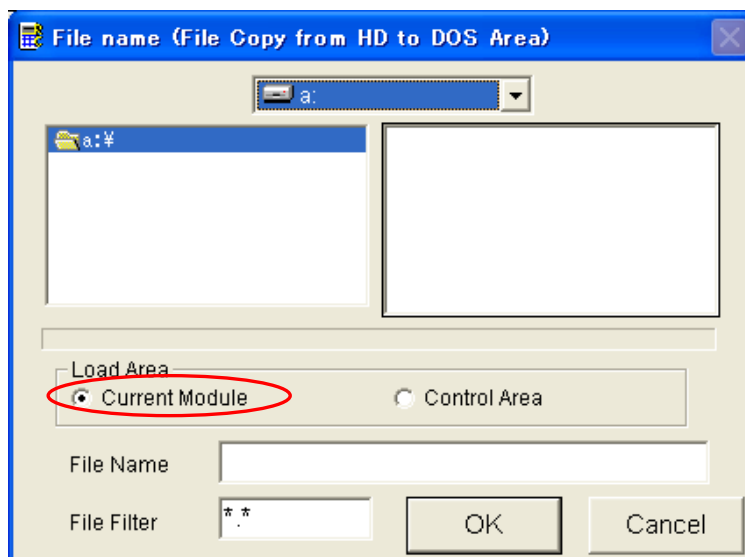 File name (File Copy from HD to DOS Area)
a:
a:¥
Load Area
Current Module
Control Area
File Name
File Filter
*.*
OK
Cancel